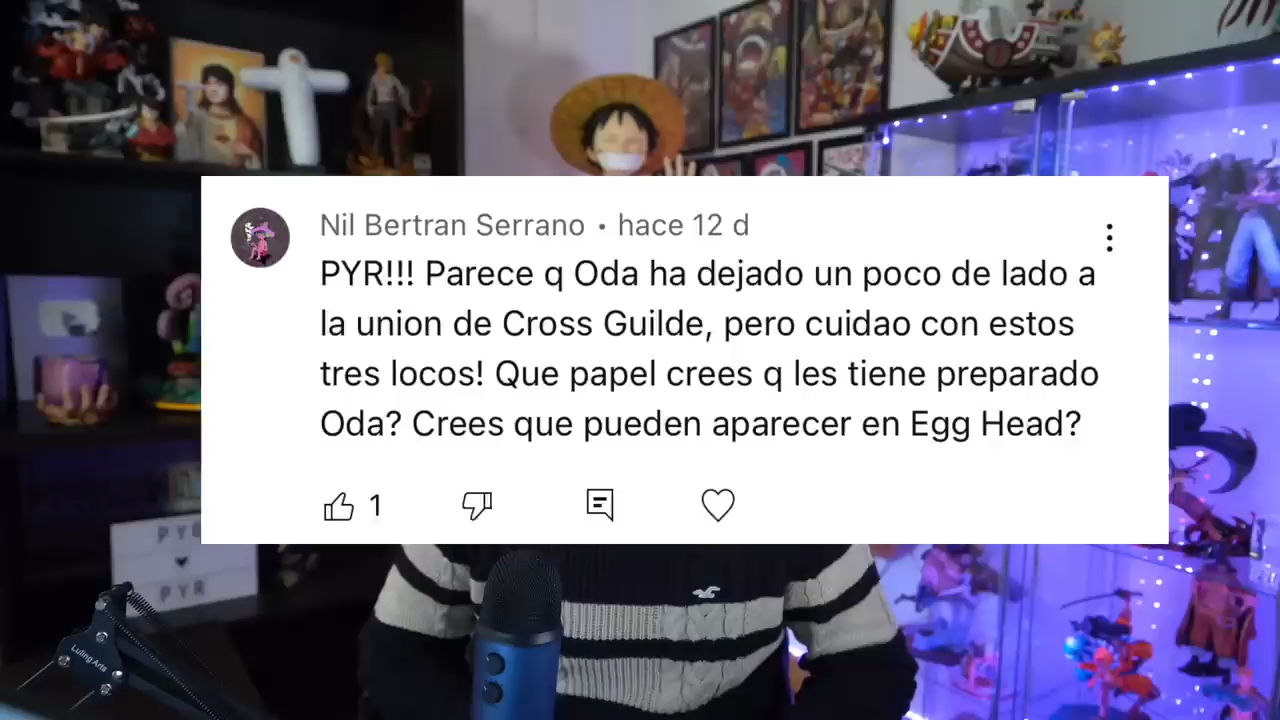 Nil Bertran Serrano • hace 12 d
PYR!!! Parece q Oda ha dejado un poco de lado a
la union de Cross Guilde, pero cuidao con estos
tres locos! Que papel crees q les tiene preparado
Oda? Crees que pueden aparecer en Egg Head?
1
PYR
PYR
Luling Arts